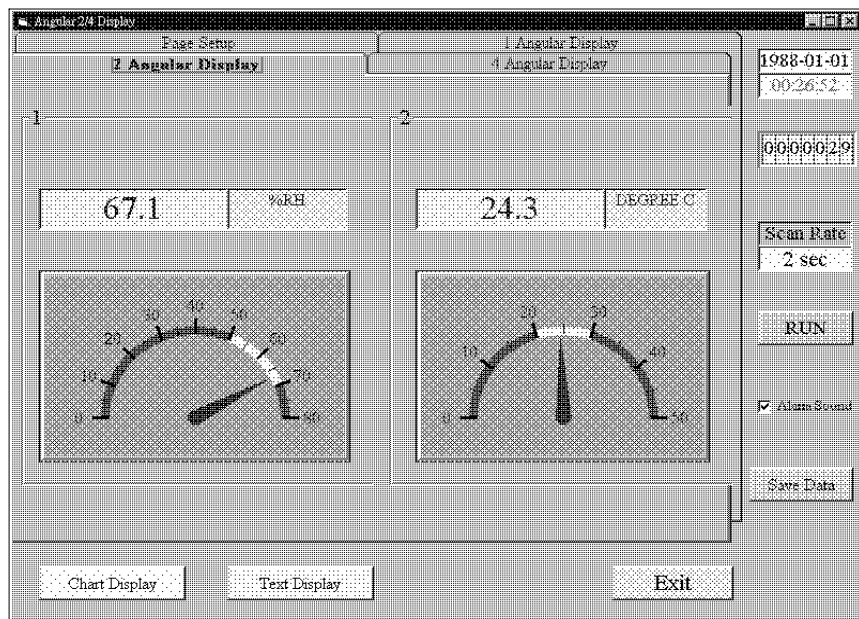 Angular 2/4 Display
Page Setup
1 Angular Display
2 Angular Display
4 Angular Display
1988-01-01
00:26:52
0000029
1
67.1
%RH
2
24.3
DEGREE C
Scan Rate
2 sec
RUN
Alarm Sound
Save Data
0
10
20
30
40
50
60
70
80
0
10
20
30
40
50
Chart Display
Text Display
Exit